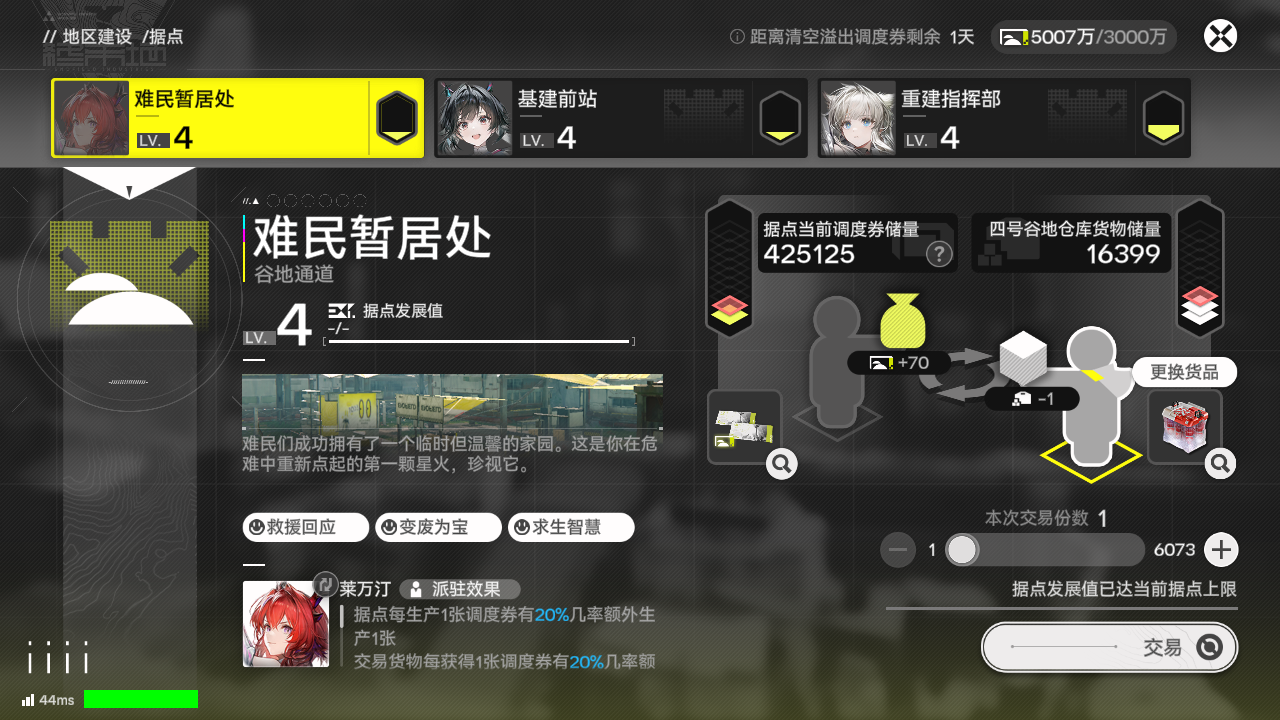 // 地区建设 /据点
距离清空溢出调度券剩余 1天
5007万/3000万
难民暂居处
LV. 4
基建前站
LV. 4
重建指挥部
LV. 4
难民暂居处
谷地通道
LV. 4
据点发展值
-/-
难民们成功拥有了一个临时但温馨的家园。这是你在危
难中重新点起的第一颗星火，珍视它。
救援回应
变废为宝
求生智慧
莱万汀
派驻效果
据点每生产1张调度券有20%几率额外生
产1张
交易货物每获得1张调度券有20%几率额
据点当前调度券储量
425125
?
四号谷地仓库货物储量
16399
+70
-1
更换货品
本次交易份数 1
1
6073
据点发展值已达当前据点上限
交易
44ms